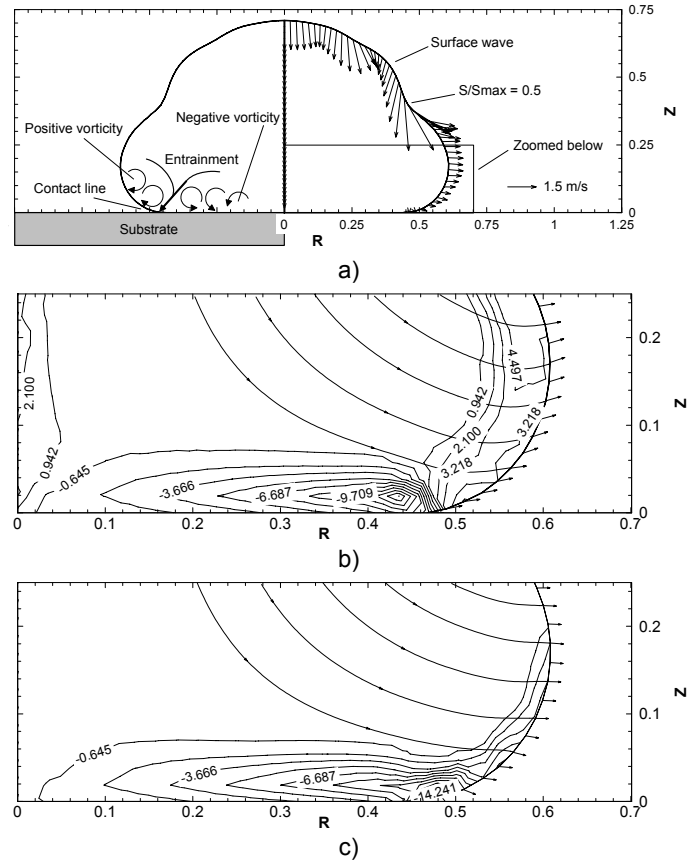 0.75
Surface wave
0.5
S/Smax = 0.5
Z
Negative vorticity
Positive vorticity
Entrainment
0.25
Zoomed below
Contact line
1.5 m/s
0
Substrate
0 0.25 0.5 0.75 1 1.25
R
a)
2.100
0.942
-0.645
-3.666
-6.687
-9.709
0.942
2.100
3.218
4.497
3.218
0.2
Z
0.1
0
0 0.1 0.2 0.3 0.4 0.5 0.6 0.7
R
b)
-0.645
-3.666
-6.687
-14.241
0.2
Z
0.1
0
0 0.1 0.2 0.3 0.4 0.5 0.6 0.7
R
c)